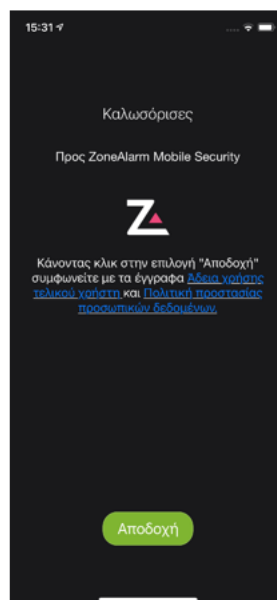 15:31
Καλωσόρισες
Προς ZoneAlarm Mobile Security
Κάνοντας κλικ στην επιλογή "Αποδοχή"
συμφωνείτε με τα έγγραφα Άδεια χρήσης
τελικού χρήστη και Πολιτική προστασίας
προσωπικών δεδομένων.
Αποδοχή